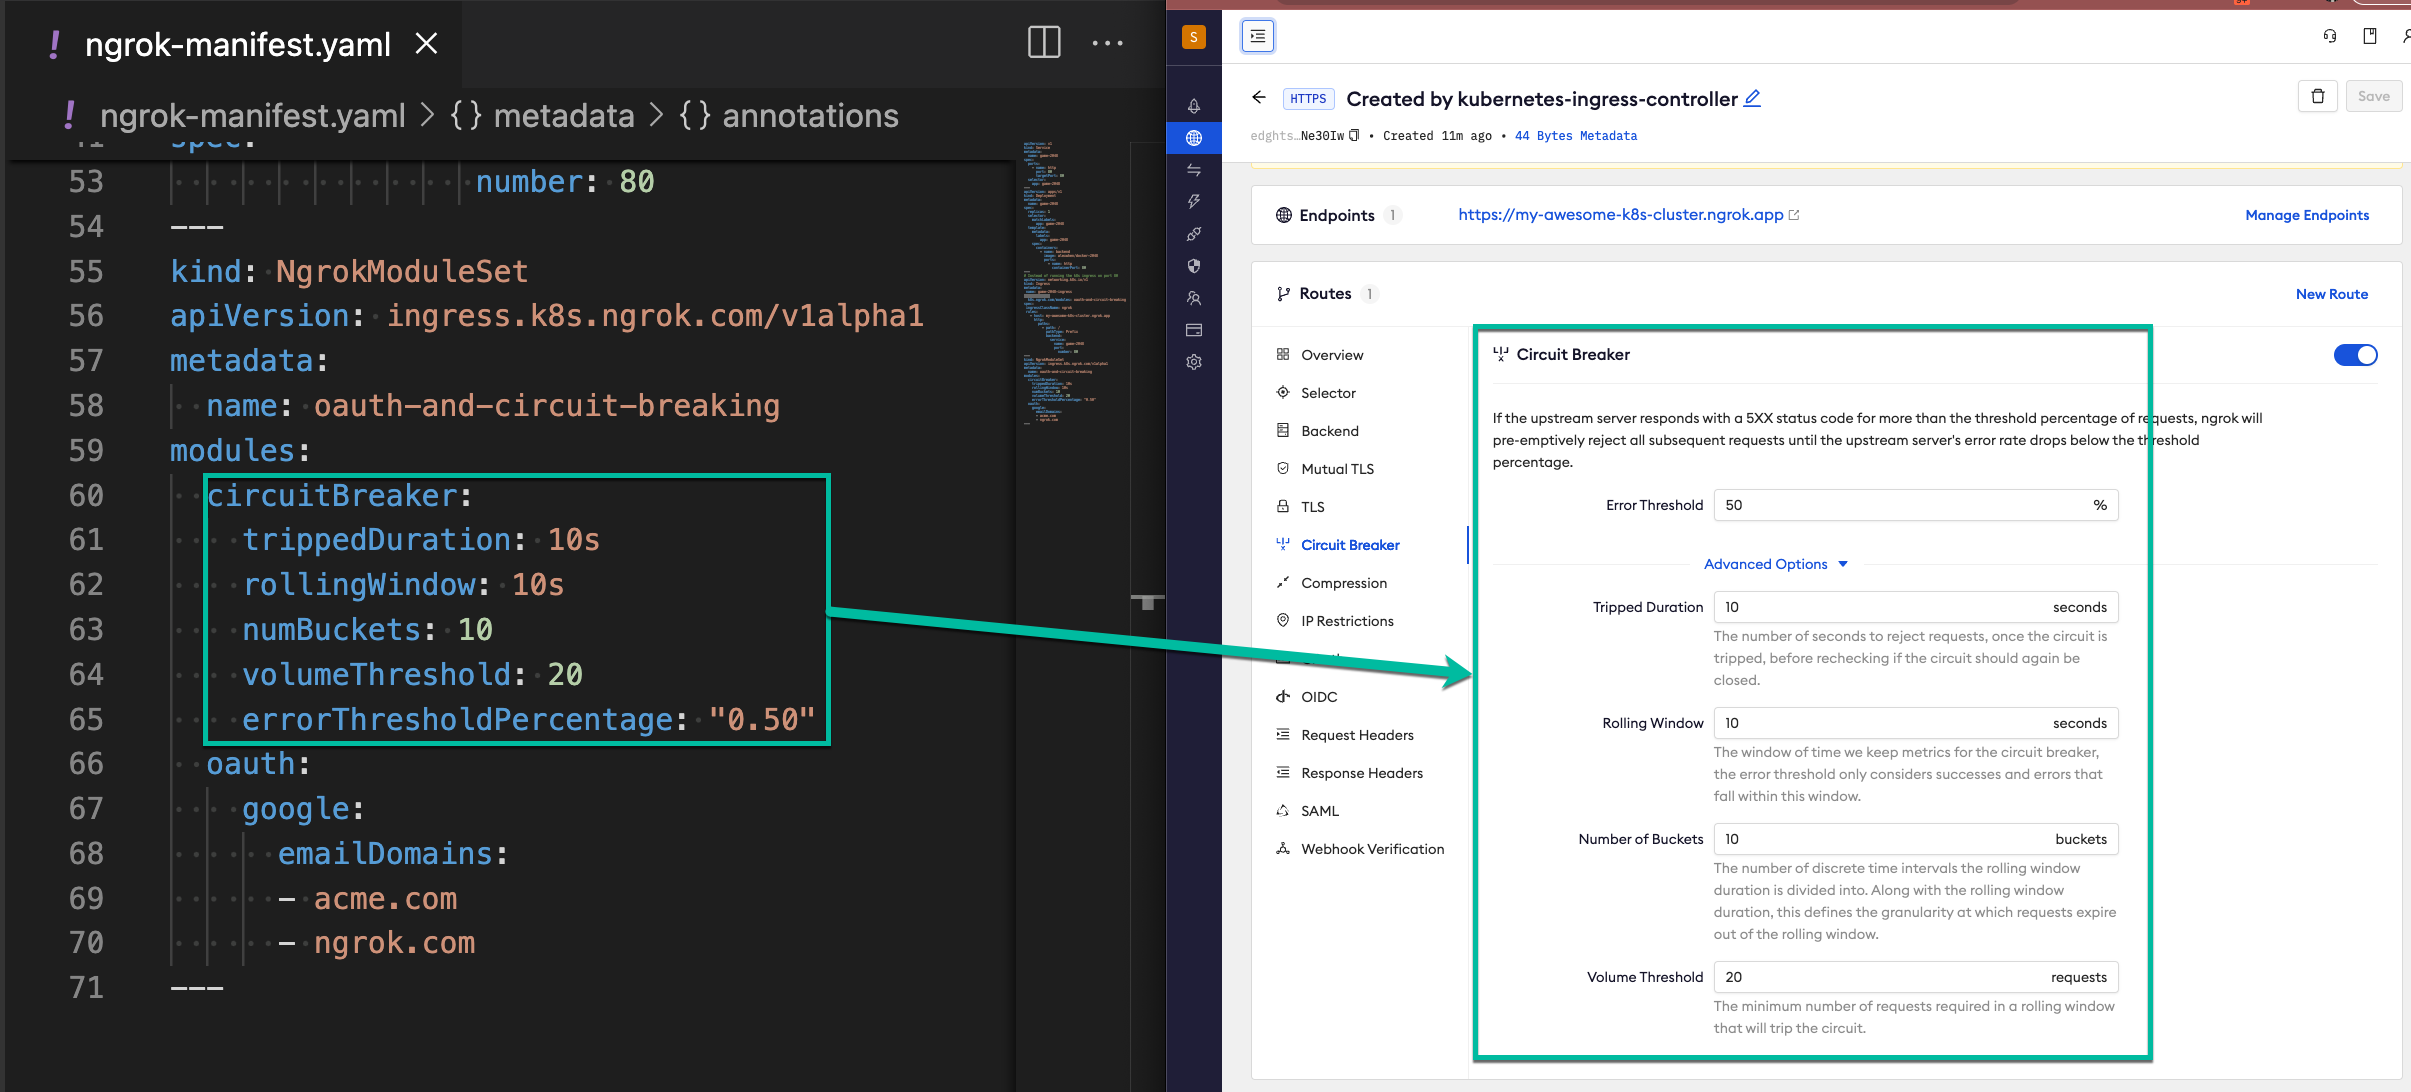 ngrok-manifest.yaml
ngrok-manifest.yaml > {} metadata > {} annotations
spec:
53 number: 80
54 ---
55 kind: NgrokModuleSet
56 apiVersion: ingress.k8s.ngrok.com/v1alpha1
57 metadata:
58 name: oauth-and-circuit-breaking
59 modules:
60 circuitBreaker:
61 trippedDuration: 10s
62 rollingWindow: 10s
63 numBuckets: 10
64 volumeThreshold: 20
65 errorThresholdPercentage: "0.50"
66 oauth:
67 google:
68 emailDomains:
69 - acme.com
70 - ngrok.com
71 ---
S
HTTPS Created by kubernetes-ingress-controller
Save
edghts…Ne30Iw • Created 11m ago • 44 Bytes Metadata
Endpoints 1 https://my-awesome-k8s-cluster.ngrok.app Manage Endpoints
Routes 1 New Route
Overview
Selector
Backend
Mutual TLS
TLS
Circuit Breaker
Compression
IP Restrictions
OIDC
Request Headers
Response Headers
SAML
Webhook Verification
Circuit Breaker
If the upstream server responds with a 5XX status code for more than the threshold percentage of requests, ngrok will
pre-emptively reject all subsequent requests until the upstream server's error rate drops below the threshold
percentage.
Error Threshold 50 %
Advanced Options
Tripped Duration 10 seconds
The number of seconds to reject requests, once the circuit is
tripped, before rechecking if the circuit should again be
closed.
Rolling Window 10 seconds
The window of time we keep metrics for the circuit breaker,
the error threshold only considers successes and errors that
fall within this window.
Number of Buckets 10 buckets
The number of discrete time intervals the rolling window
duration is divided into. Along with the rolling window
duration, this defines the granularity at which requests expire
out of the rolling window.
Volume Threshold 20 requests
The minimum number of requests required in a rolling window
that will trip the circuit.